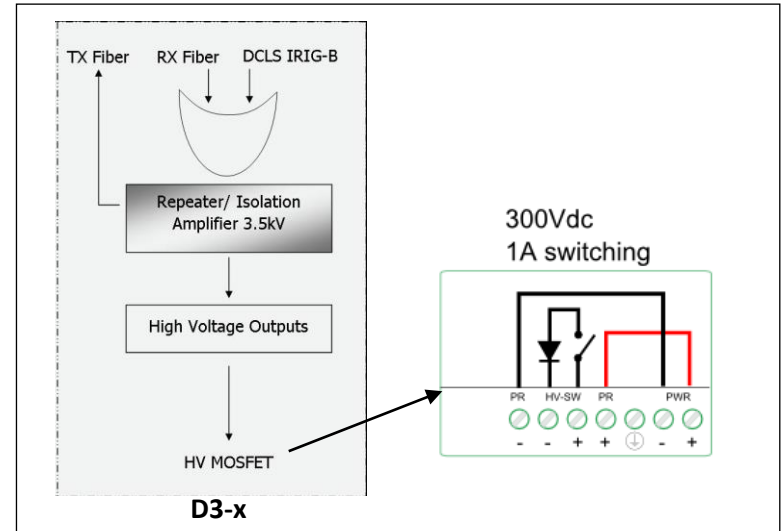 TX Fiber RX Fiber DCLS IRIG-B
Repeater/ Isolation
Amplifier 3.5kV
High Voltage Outputs
HV MOSFET
D3-x
300Vdc
1A switching
PR HV-SW PR PWR
- - + + - +